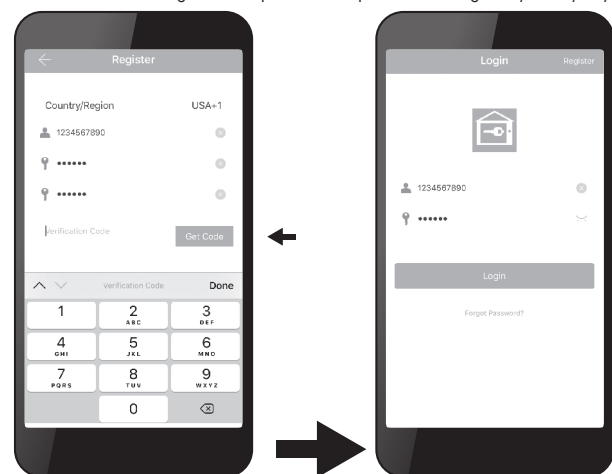 Register
Country/Region USA+1
1234567890
••••••
••••••
Verification Code Get Code
Verification Code Done
1 2 ABC 3 DEF
4 GHI 5 JKL 6 MNO
7 PQRS 8 TUV 9 WXYZ
0
Login Register
1234567890
••••••
Login
Forgot Password?